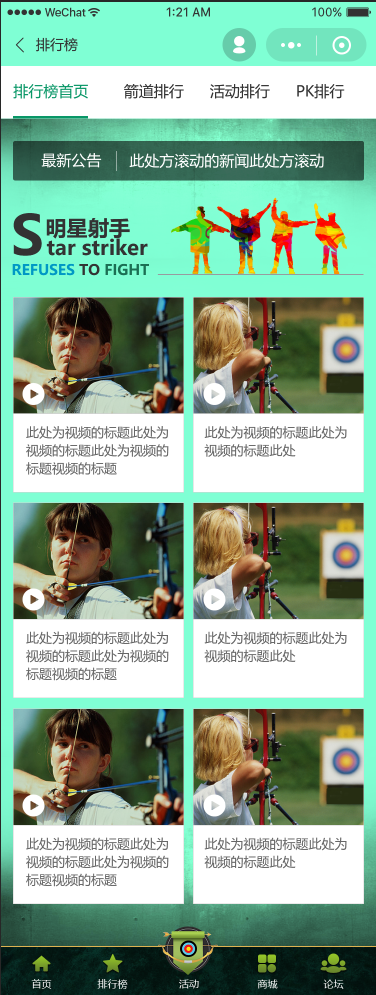 WeChat
1:21 AM
100%
排行榜
排行榜首页 箭道排行 活动排行 PK排行
最新公告 此处方滚动的新闻此处方滚动
S明星射手
tar striker
REFUSES TO FIGHT
此处为视频的标题此处为
视频的标题此处为视频的
标题视频的标题
此处为视频的标题此处为
视频的标题此处
此处为视频的标题此处为
视频的标题此处为视频的
标题视频的标题
此处为视频的标题此处为
视频的标题此处
此处为视频的标题此处为
视频的标题此处为视频的
标题视频的标题
此处为视频的标题此处为
视频的标题此处
首页 排行榜 活动 商城 论坛